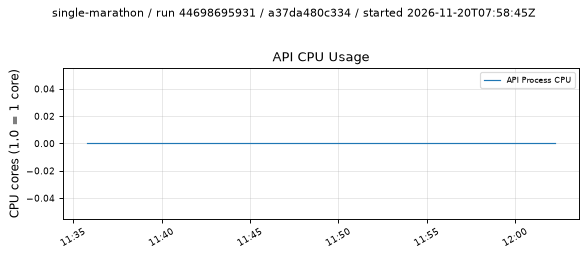 single-marathon / run 44698695931 / a37da480c334 / started 2026-11-20T07:58:45Z
API CPU Usage
API Process CPU
CPU cores (1.0 = 1 core)
0.04
0.02
0.00
−0.02
−0.04
11:35
11:40
11:45
11:50
11:55
12:00